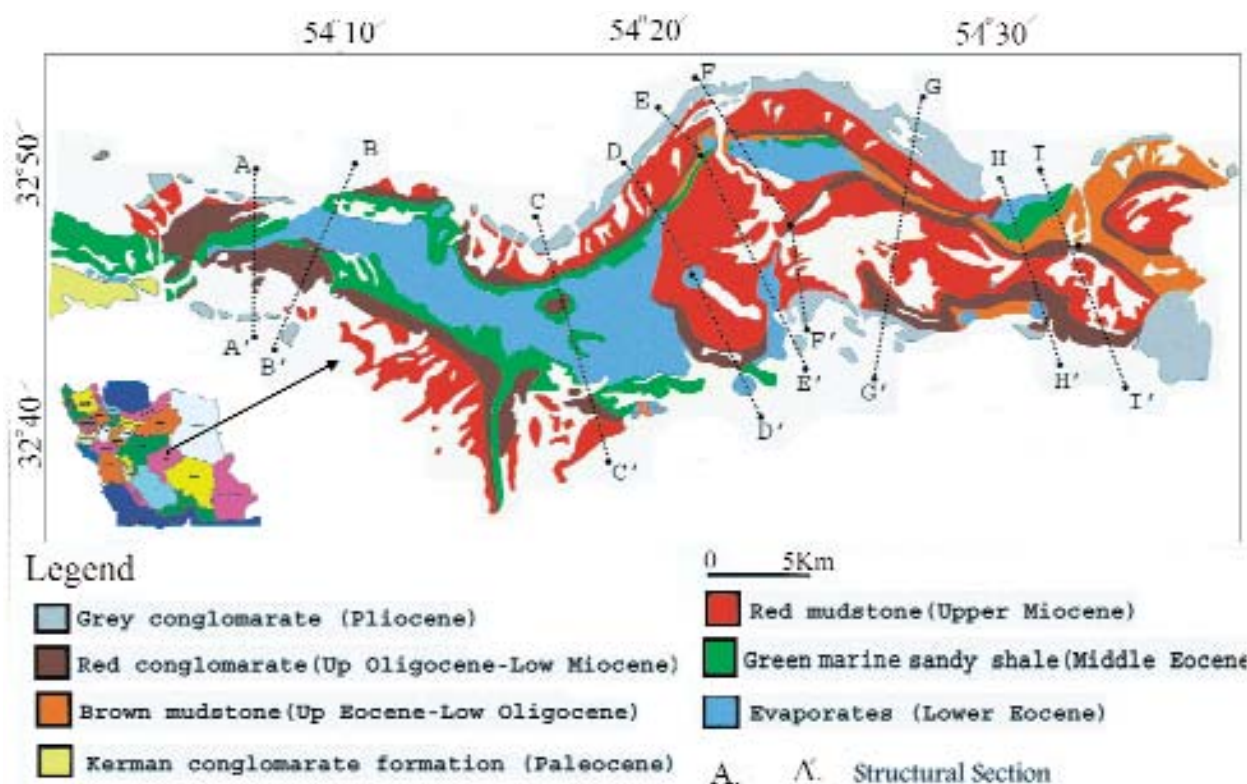 54°10′ 54°20′ 54°30′
32°50
32°40
A
B
C
D
E
F
G
H
I
A'
B'
C'
D'
E'
F'
G'
H'
I'
Legend
0 5Km
Grey conglomarate (Pliocene)
Red conglomarate(Up Oligocene-Low Miocene)
Brown mudstone(Up Eocene-Low Oligocene)
Kerman conglomarate formation (Paleocene)
Red mudstone(Upper Miocene)
Green marine sandy shale(Middle Eocene
Evaporates (Lower Eocene)
A. A'. Structural Section